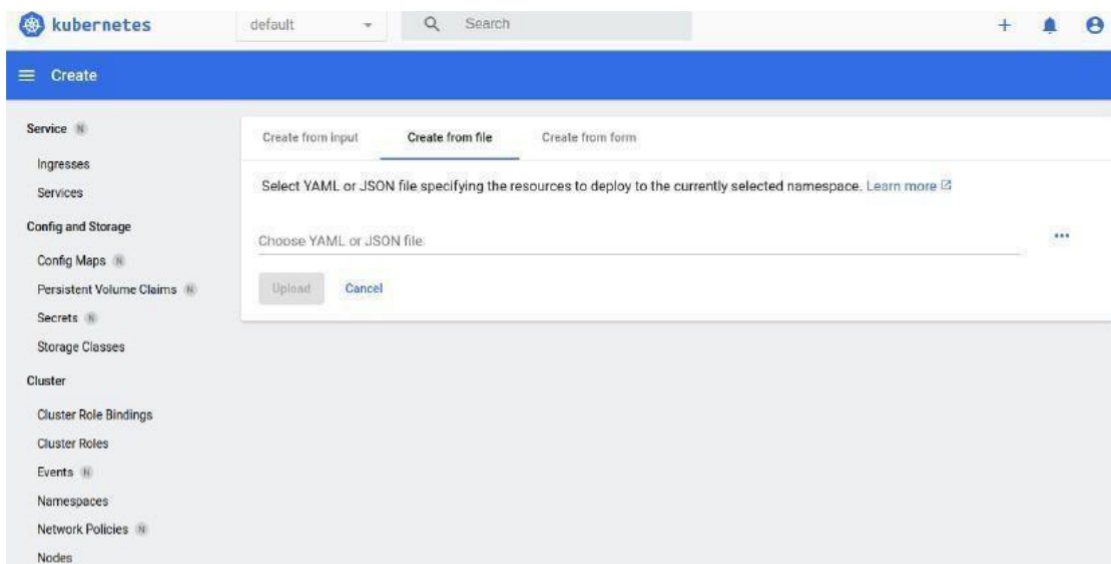 kubernetes
default
Search
Create
Service N
Ingresses
Services
Config and Storage
Config Maps N
Persistent Volume Claims N
Secrets N
Storage Classes
Cluster
Cluster Role Bindings
Cluster Roles
Events N
Namespaces
Network Policies N
Nodes
Create from input
Create from file
Create from form
Select YAML or JSON file specifying the resources to deploy to the currently selected namespace. Learn more
Choose YAML or JSON file
Upload
Cancel